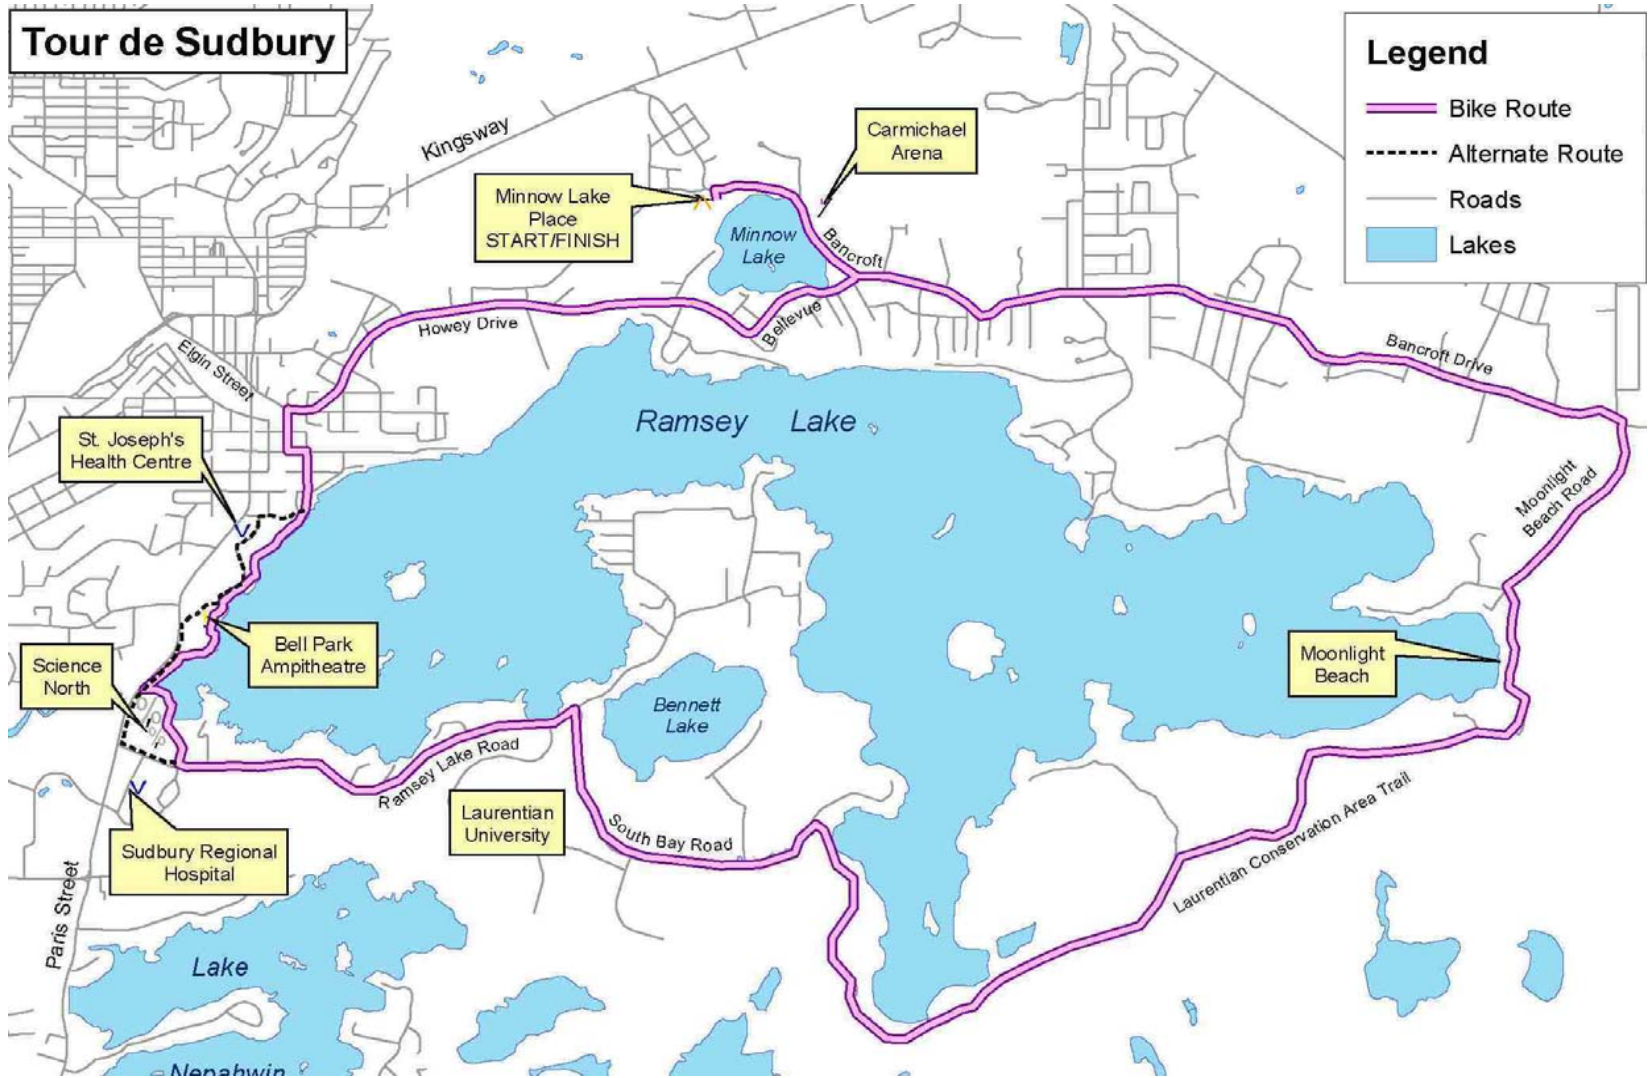 Tour de Sudbury
Legend
Bike Route
Alternate Route
Roads
Lakes
Kingsway
Carmichael
Arena
Minnow Lake
Place
START/FINISH
Minnow
Lake
Bancroft
Bellevue
Howey Drive
Elgin Street
Bancroft Drive
Ramsey Lake
St. Joseph's
Health Centre
Moonlight
Beach Road
Bell Park
Ampitheatre
Science
North
Moonlight
Beach
Bennett
Lake
Ramsey Lake Road
Laurentian
University
South Bay Road
Laurentian Conservation Area Trail
Sudbury Regional
Hospital
Paris Street
Lake
Nepahwin